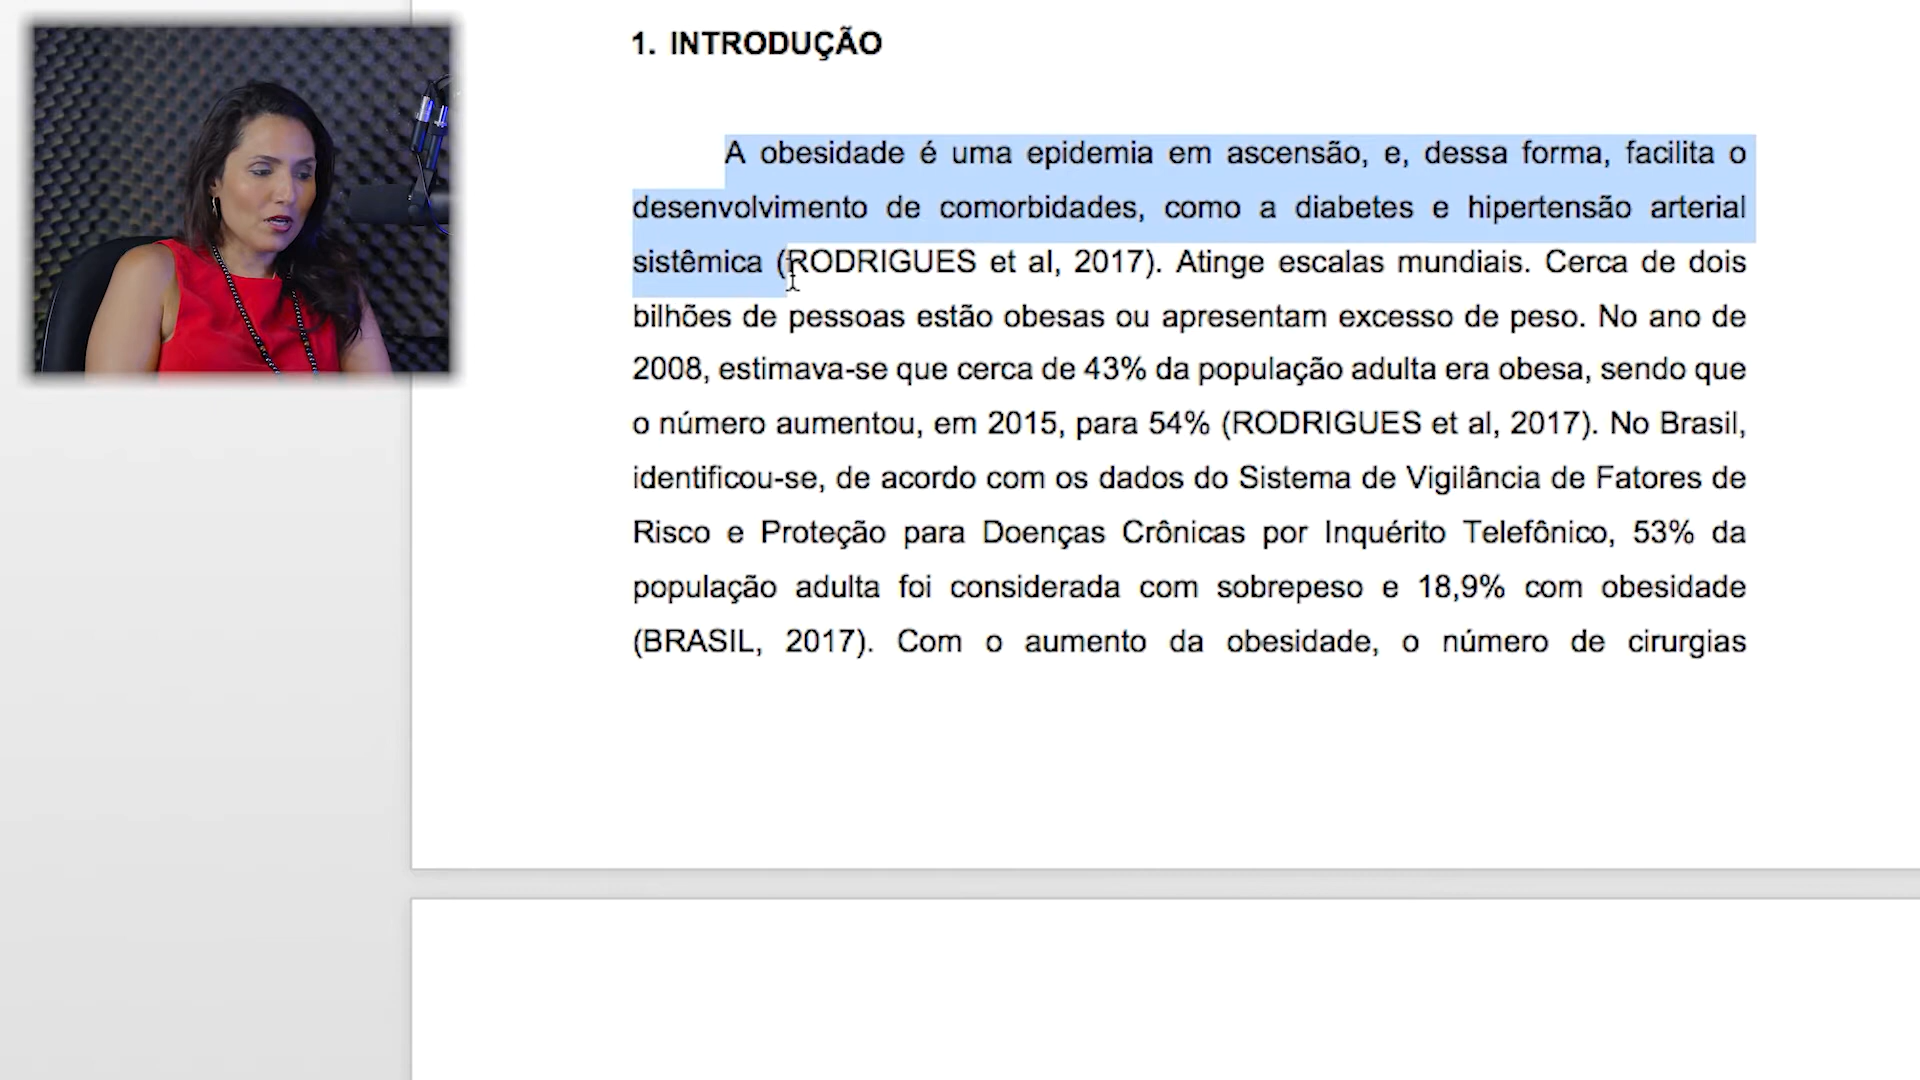 1. INTRODUÇÃO
A obesidade é uma epidemia em ascensão, e, dessa forma, facilita o
desenvolvimento de comorbidades, como a diabetes e hipertensão arterial
sistêmica (RODRIGUES et al, 2017). Atinge escalas mundiais. Cerca de dois
bilhões de pessoas estão obesas ou apresentam excesso de peso. No ano de
2008, estimava-se que cerca de 43% da população adulta era obesa, sendo que
o número aumentou, em 2015, para 54% (RODRIGUES et al, 2017). No Brasil,
identificou-se, de acordo com os dados do Sistema de Vigilância de Fatores de
Risco e Proteção para Doenças Crônicas por Inquérito Telefônico, 53% da
população adulta foi considerada com sobrepeso e 18,9% com obesidade
(BRASIL, 2017). Com o aumento da obesidade, o número de cirurgias